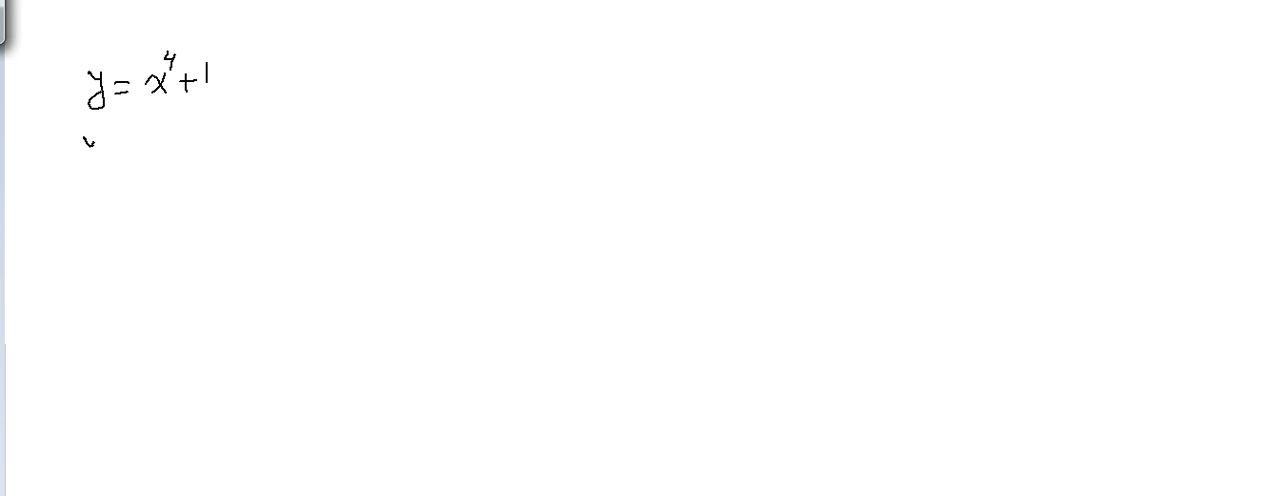 y = x⁴+1